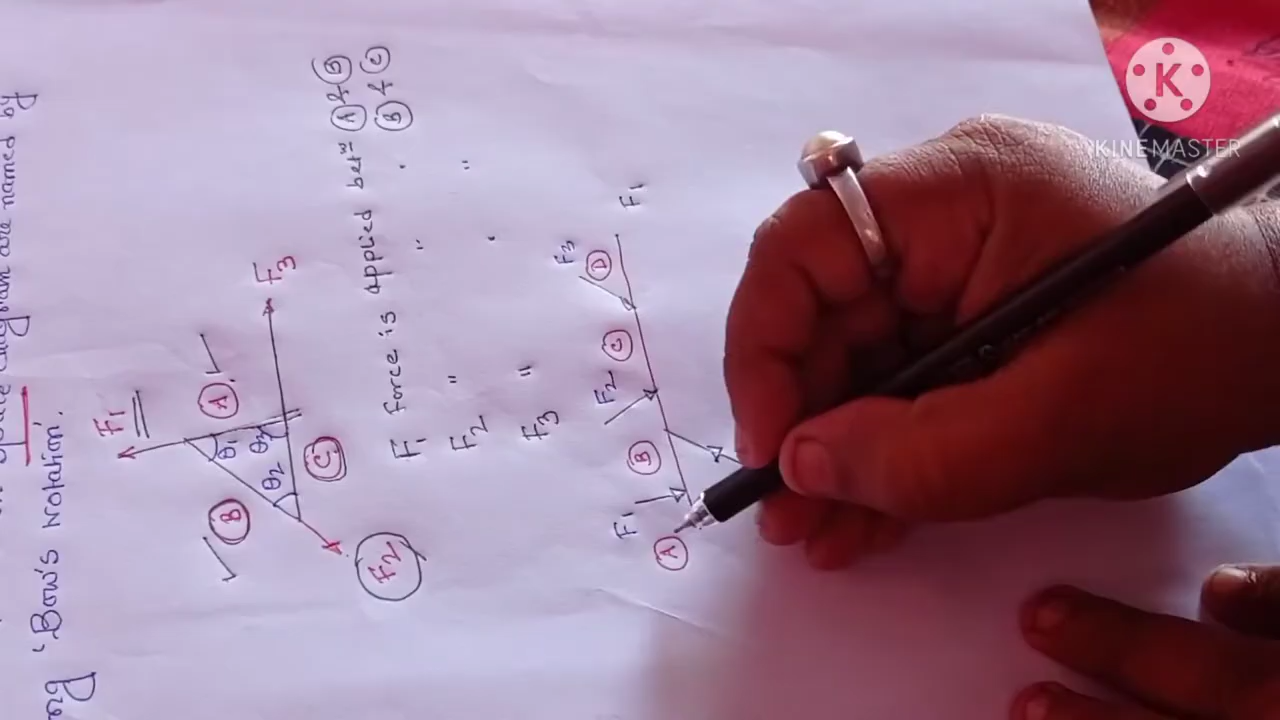 space diagram are named by
'Bow's Notation'.
F1
A
F3
B
θ1
θ3
θ2
C
F2
F1 force is applied betⁿ A & B
F2 " " " B & C
F3 " " "
F1 B F2 C F3 D F1
A
K
KINEMASTER